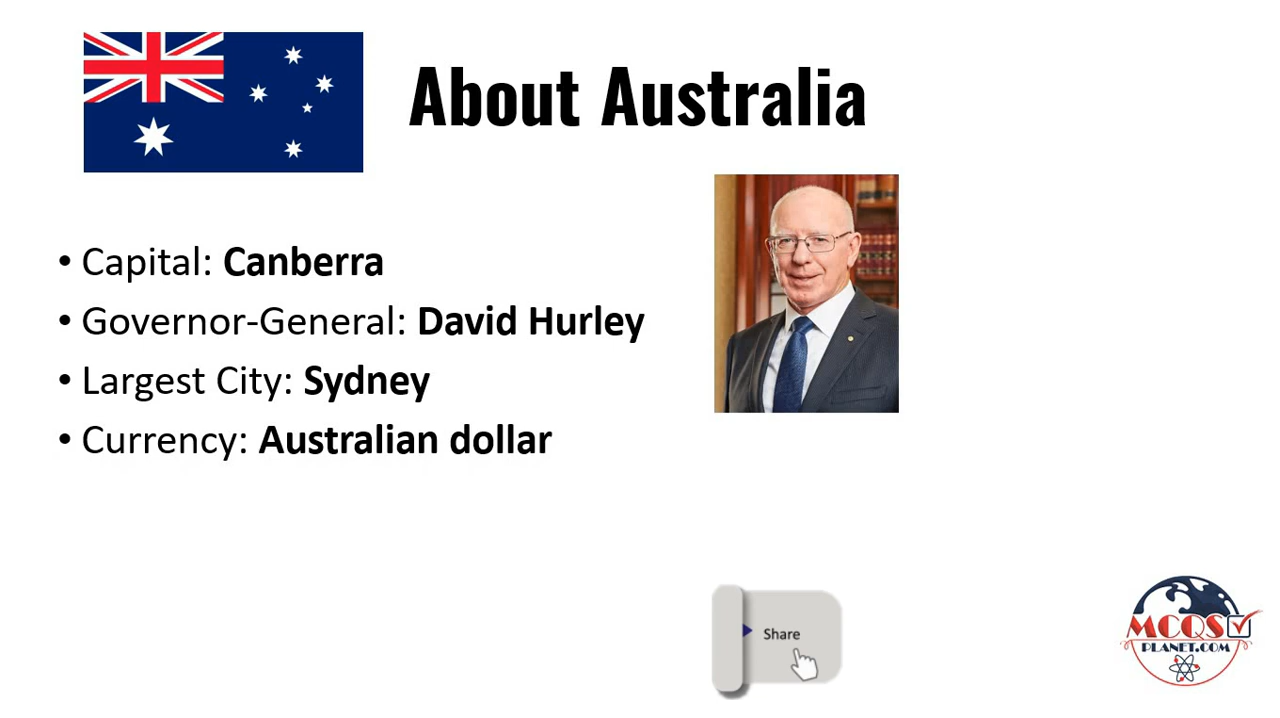 About Australia
• Capital: Canberra
• Governor-General: David Hurley
• Largest City: Sydney
• Currency: Australian dollar
Share
MCQS
PLANET.COM